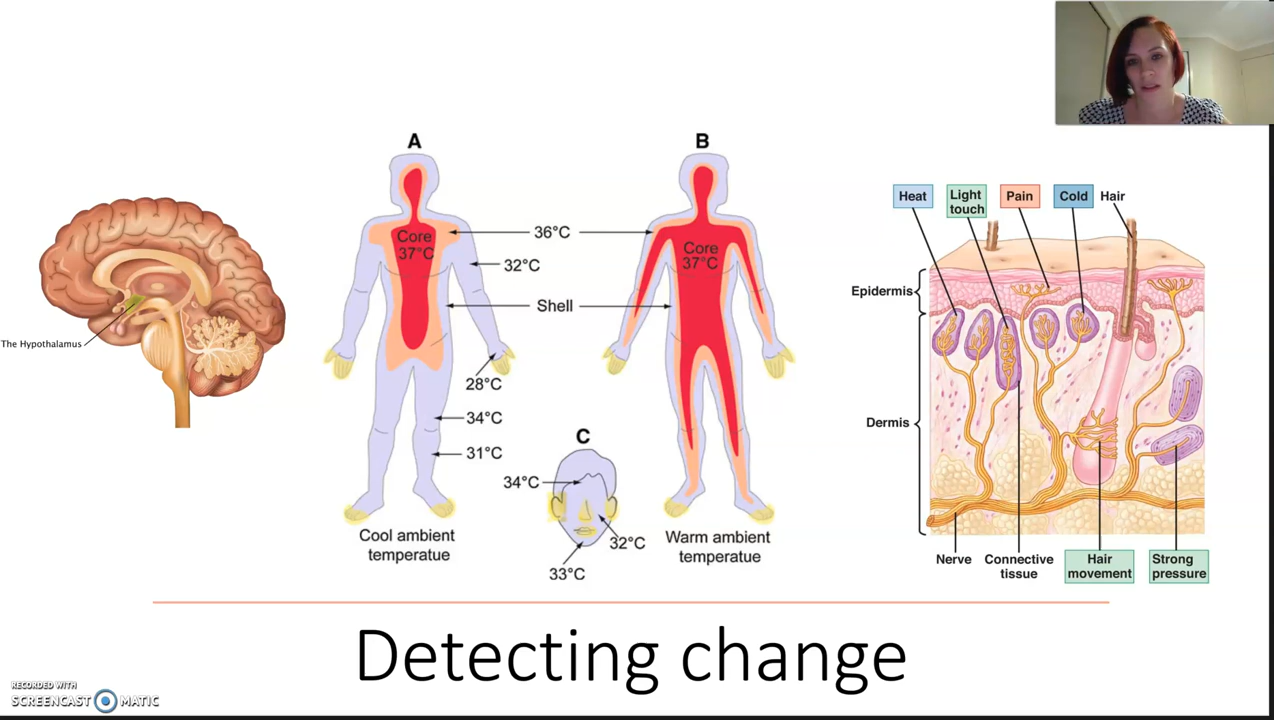 The Hypothalamus
A
B
Core
37°C
36°C
32°C
Shell
28°C
34°C
31°C
Cool ambient
temperatue
Core
37°C
Warm ambient
temperatue
C
34°C
32°C
33°C
Heat
Light
touch
Pain
Cold
Hair
Epidermis
Dermis
Nerve
Connective
tissue
Hair
movement
Strong
pressure
Detecting change
RECORDED WITH
SCREENCAST MATIC